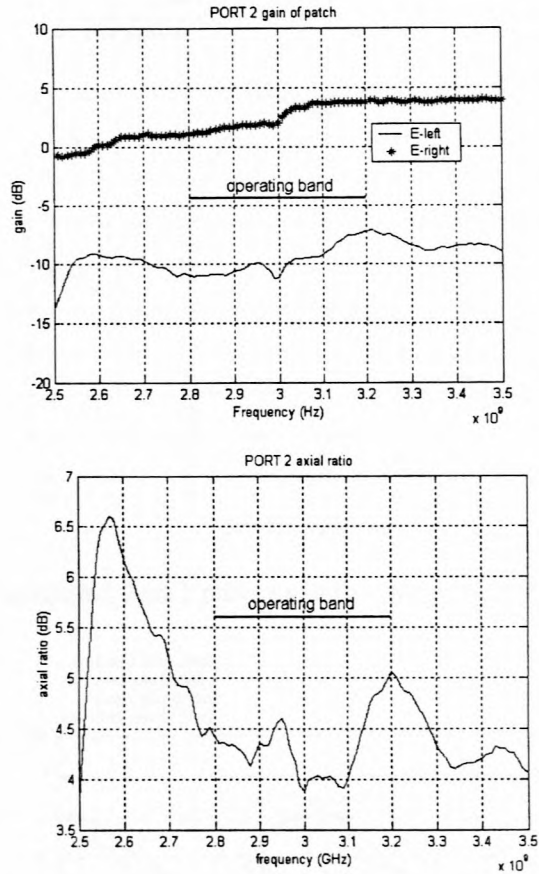 PORT 2 gain of patch
10
5
0
-5
-10
-15
-20
gain (dB)
E-left
E-right
operating band
2.5 2.6 2.7 2.8 2.9 3 3.1 3.2 3.3 3.4 3.5
Frequency (Hz)
x 10^9
PORT 2 axial ratio
7
6.5
6
5.5
5
4.5
4
3.5
axial ratio (dB)
operating band
2.5 2.6 2.7 2.8 2.9 3 3.1 3.2 3.3 3.4 3.5
frequency (GHz)
x 10^9